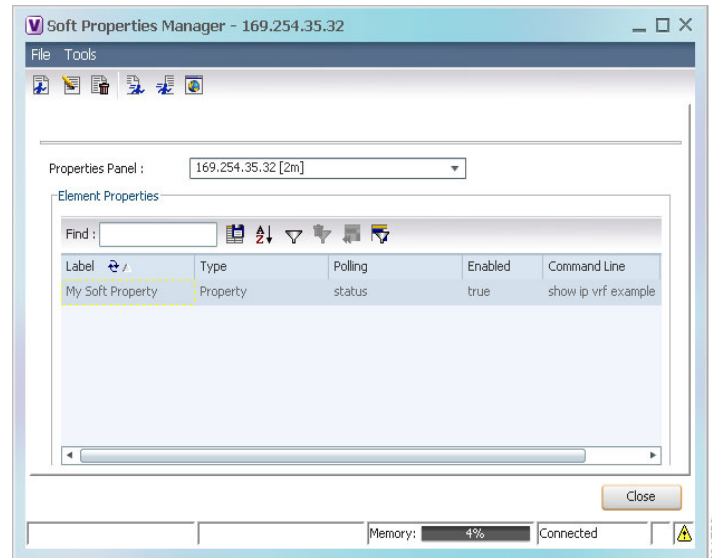 V Soft Properties Manager - 169.254.35.32
File Tools
Properties Panel : 169.254.35.32 [2m]
Element Properties
Find :
Label Type Polling Enabled Command Line
My Soft Property Property status true show ip vrf example
Close
Memory: 4% Connected